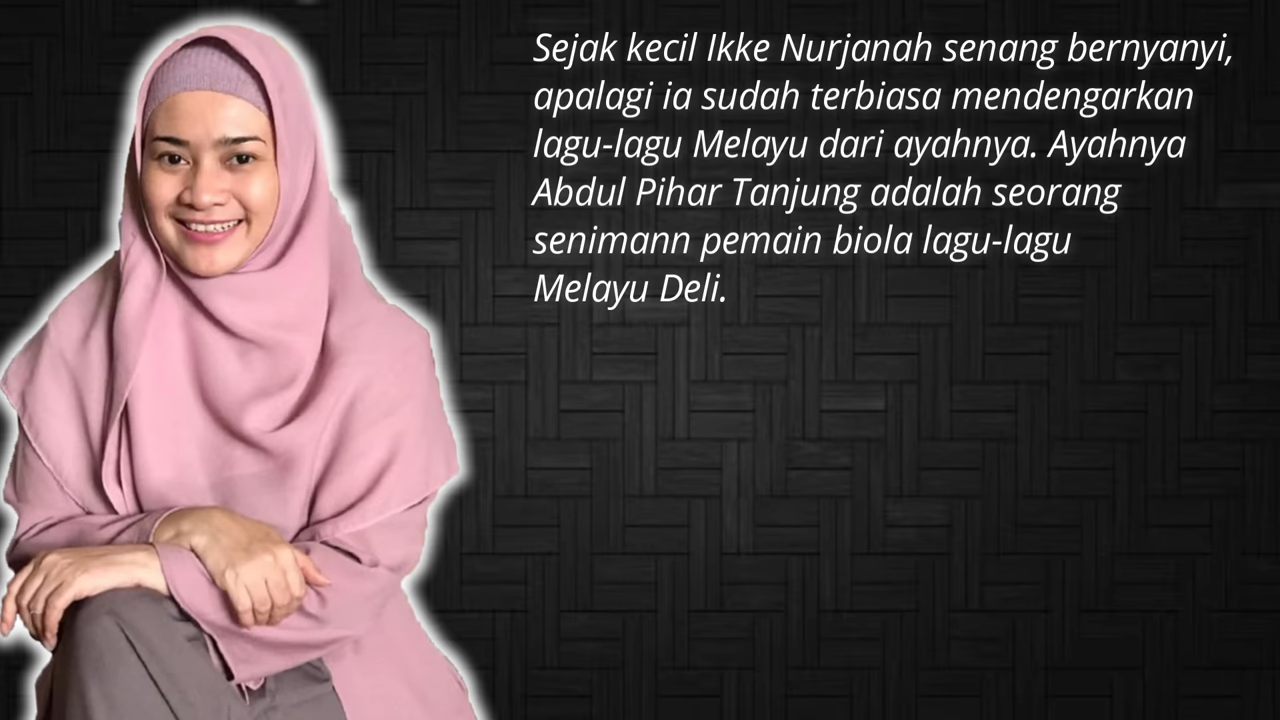 Sejak kecil Ikke Nurjanah senang bernyanyi,
apalagi ia sudah terbiasa mendengarkan
lagu-lagu Melayu dari ayahnya. Ayahnya
Abdul Pihar Tanjung adalah seorang
senimann pemain biola lagu-lagu
Melayu Deli.